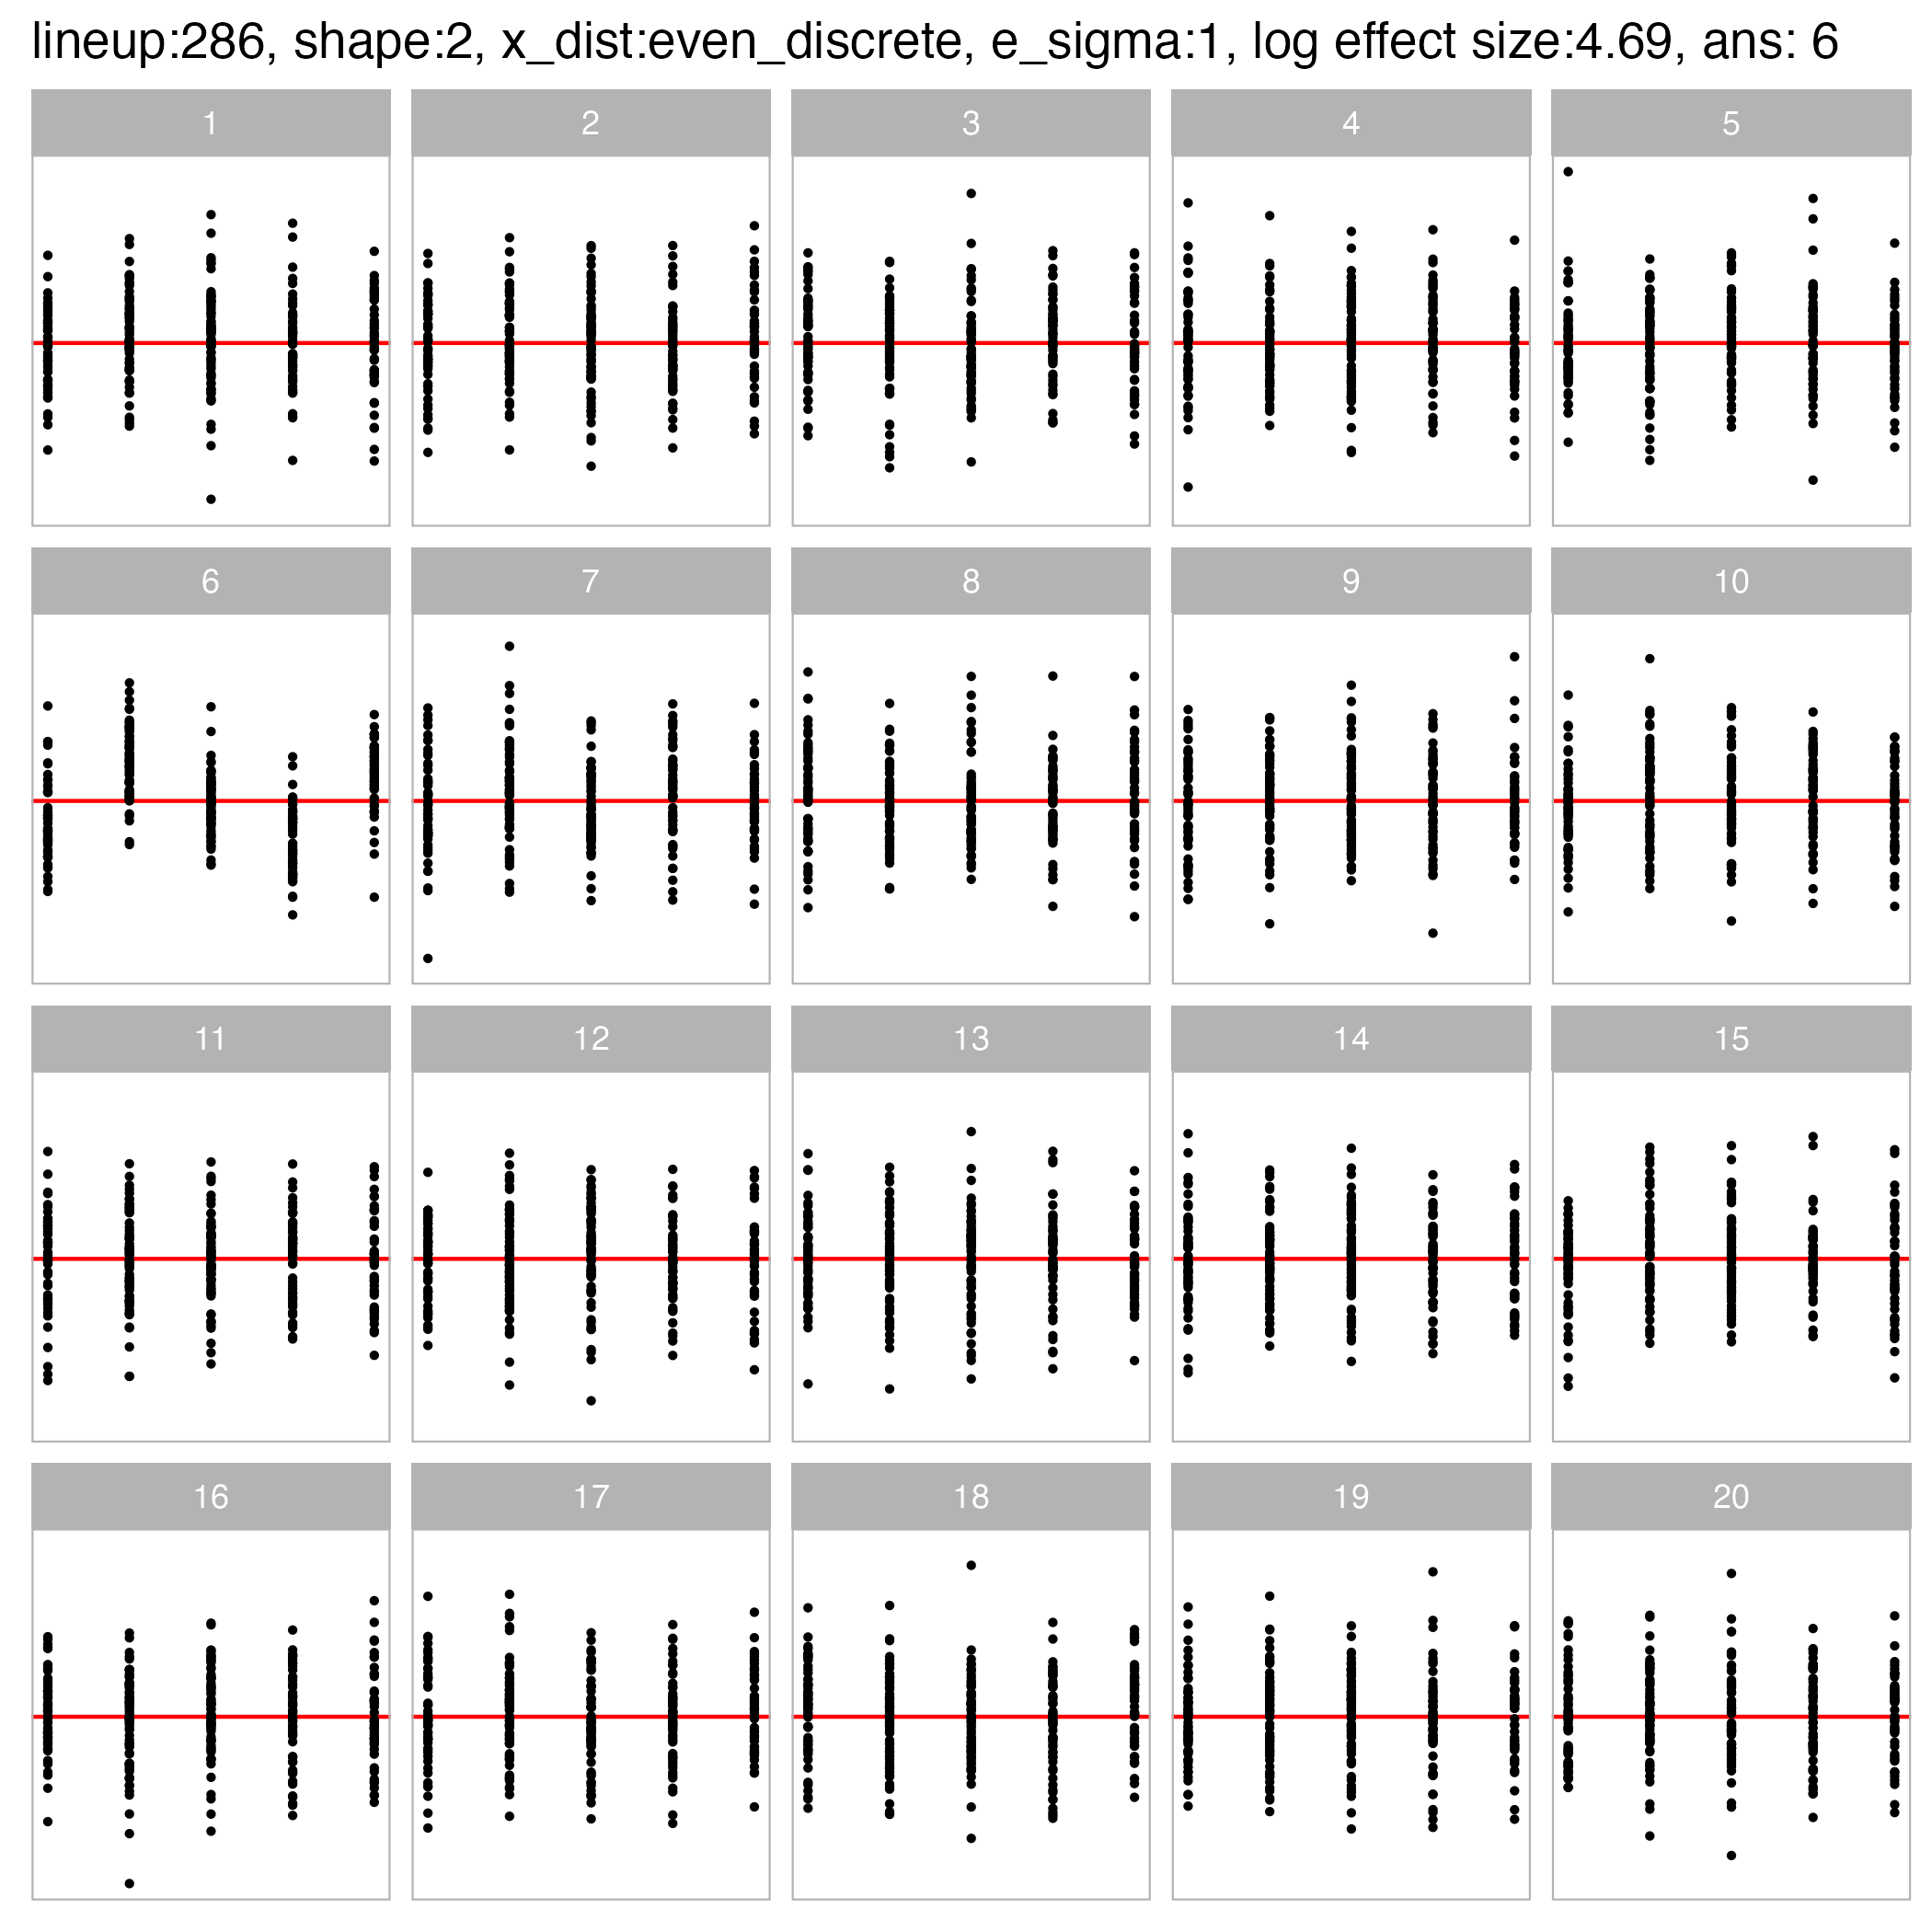 lineup:286, shape:2, x_dist:even_discrete, e_sigma:1, log effect size:4.69, ans: 6
1 2 3 4 5
6 7 8 9 10
11 12 13 14 15
16 17 18 19 20